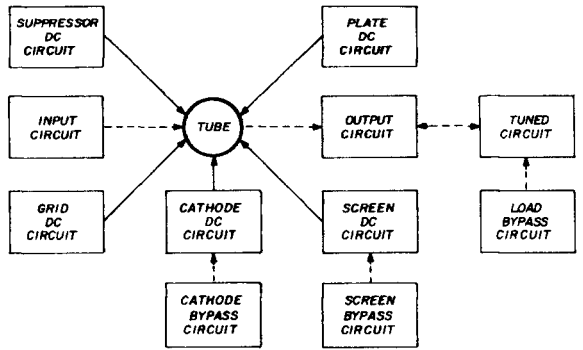 SUPPRESSOR
DC
CIRCUIT
PLATE
DC
CIRCUIT
INPUT
CIRCUIT
TUBE
OUTPUT
CIRCUIT
TUNED
CIRCUIT
GRID
DC
CIRCUIT
CATHODE
DC
CIRCUIT
SCREEN
DC
CIRCUIT
LOAD
BYPASS
CIRCUIT
CATHODE
BYPASS
CIRCUIT
SCREEN
BYPASS
CIRCUIT